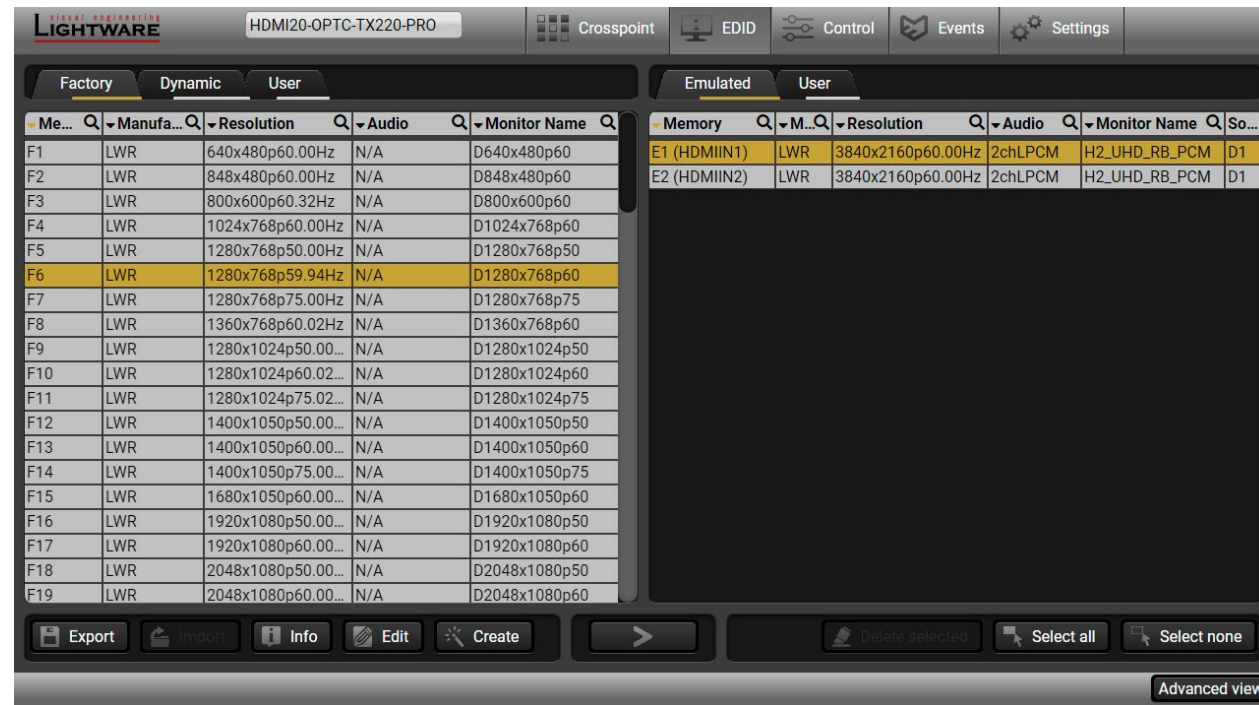 visual engineering
LIGHTWARE
HDMI20-OPTC-TX220-PRO
Crosspoint
EDID
Control
Events
Settings
Factory Dynamic User
Emulated User
Me... Manufa... Resolution Audio Monitor Name
F1 LWR 640x480p60.00Hz N/A D640x480p60
F2 LWR 848x480p60.00Hz N/A D848x480p60
F3 LWR 800x600p60.32Hz N/A D800x600p60
F4 LWR 1024x768p60.00Hz N/A D1024x768p60
F5 LWR 1280x768p50.00Hz N/A D1280x768p50
F6 LWR 1280x768p59.94Hz N/A D1280x768p60
F7 LWR 1280x768p75.00Hz N/A D1280x768p75
F8 LWR 1360x768p60.02Hz N/A D1360x768p60
F9 LWR 1280x1024p50.00... N/A D1280x1024p50
F10 LWR 1280x1024p60.02... N/A D1280x1024p60
F11 LWR 1280x1024p75.02... N/A D1280x1024p75
F12 LWR 1400x1050p50.00... N/A D1400x1050p50
F13 LWR 1400x1050p60.00... N/A D1400x1050p60
F14 LWR 1400x1050p75.00... N/A D1400x1050p75
F15 LWR 1680x1050p60.00... N/A D1680x1050p60
F16 LWR 1920x1080p50.00... N/A D1920x1080p50
F17 LWR 1920x1080p60.00... N/A D1920x1080p60
F18 LWR 2048x1080p50.00... N/A D2048x1080p50
F19 LWR 2048x1080p60.00... N/A D2048x1080p60
Memory M... Resolution Audio Monitor Name So...
E1 (HDMIIN1) LWR 3840x2160p60.00Hz 2chLPCM H2_UHD_RB_PCM D1
E2 (HDMIIN2) LWR 3840x2160p60.00Hz 2chLPCM H2_UHD_RB_PCM D1
Export Import Info Edit Create > Delete selected Select all Select none
Advanced view